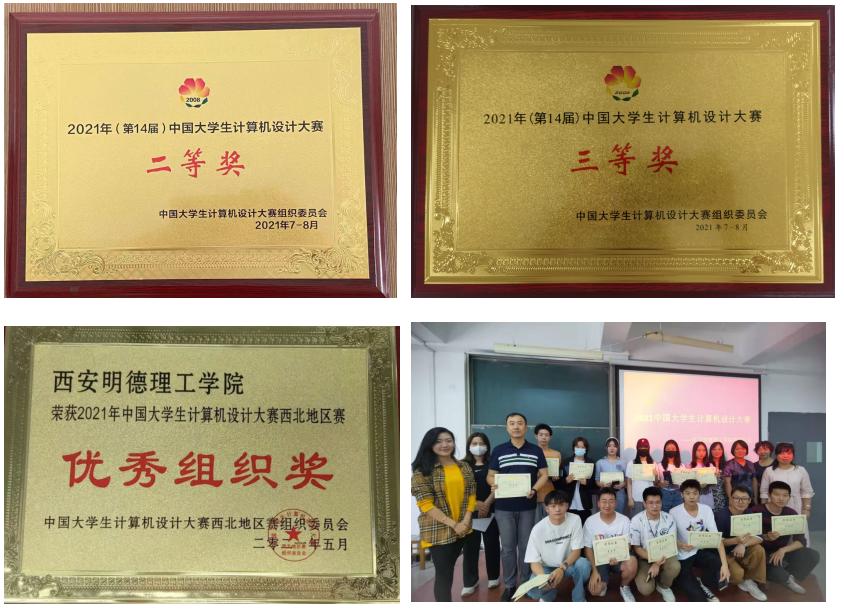 2008
2021年(第14届)中国大学生计算机设计大赛
二等奖
中国大学生计算机设计大赛组织委员会
2021年7-8月
2008
2021年(第14届)中国大学生计算机设计大赛
三等奖
中国大学生计算机设计大赛组织委员会
2021年7-8月
西安明德理工学院
荣获2021年中国大学生计算机设计大赛西北地区赛
优秀组织奖
中国大学生计算机设计大赛西北地区赛组织委员会
二〇二一年五月
2021中国大学生计算机设计大赛